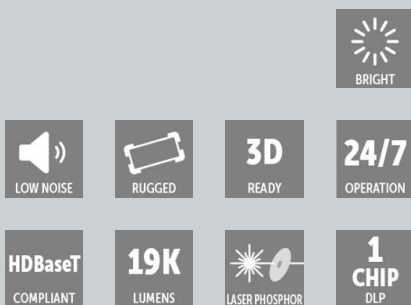 BRIGHT
LOW NOISE
RUGGED
3D
READY
24/7
OPERATION
HDBaseT
COMPLIANT
19K
LUMENS
LASER PHOSPHOR
1
CHIP
DLP